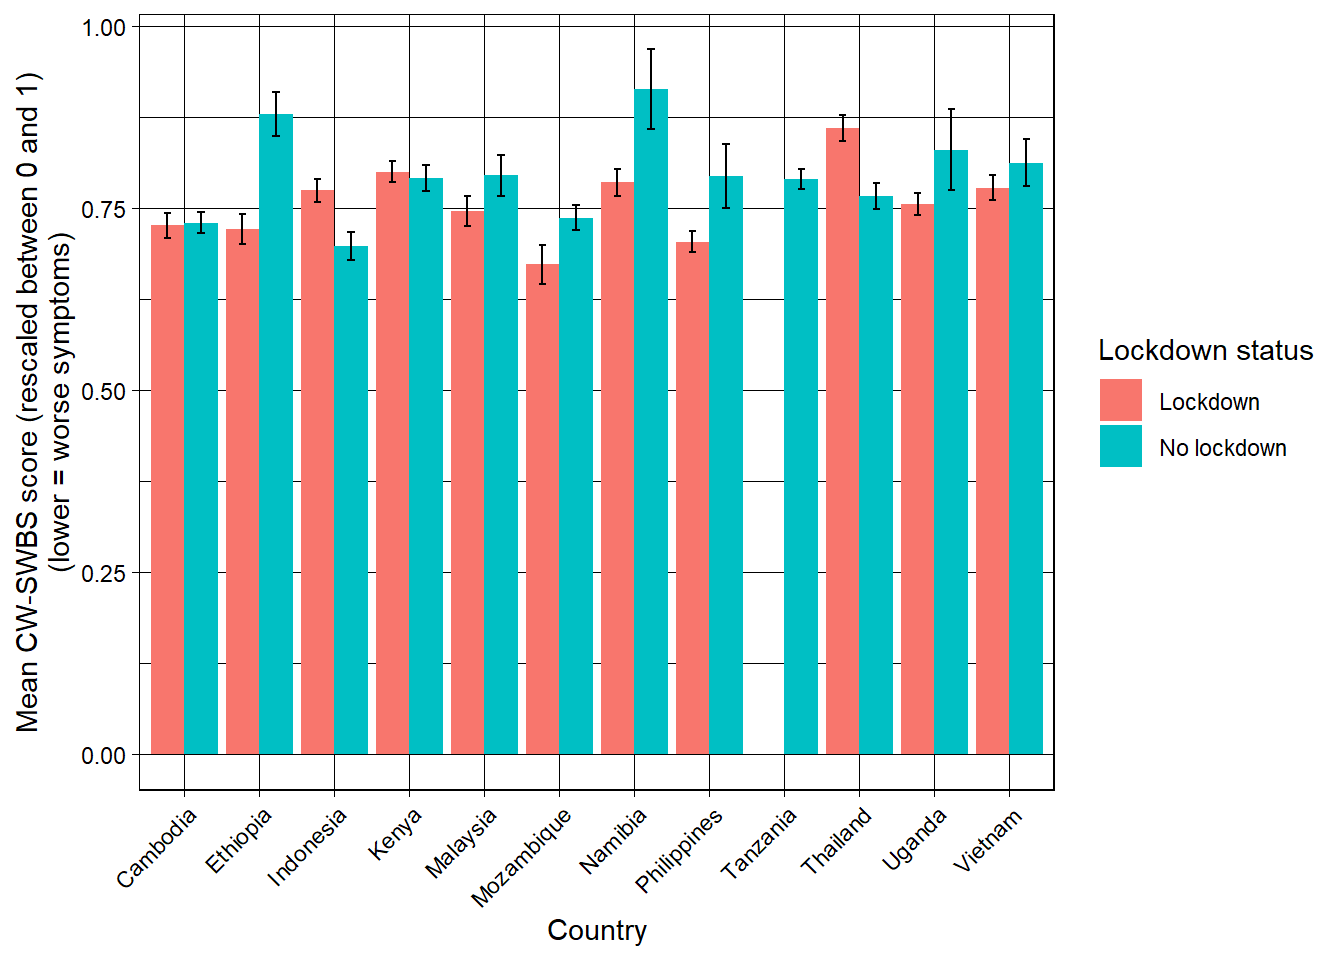 Mean CW-SWBS score (rescaled between 0 and 1)
(lower = worse symptoms)
1.00
0.75
0.50
0.25
0.00
Cambodia
Ethiopia
Indonesia
Kenya
Malaysia
Mozambique
Namibia
Philippines
Tanzania
Thailand
Uganda
Vietnam
Country
Lockdown status
Lockdown
No lockdown